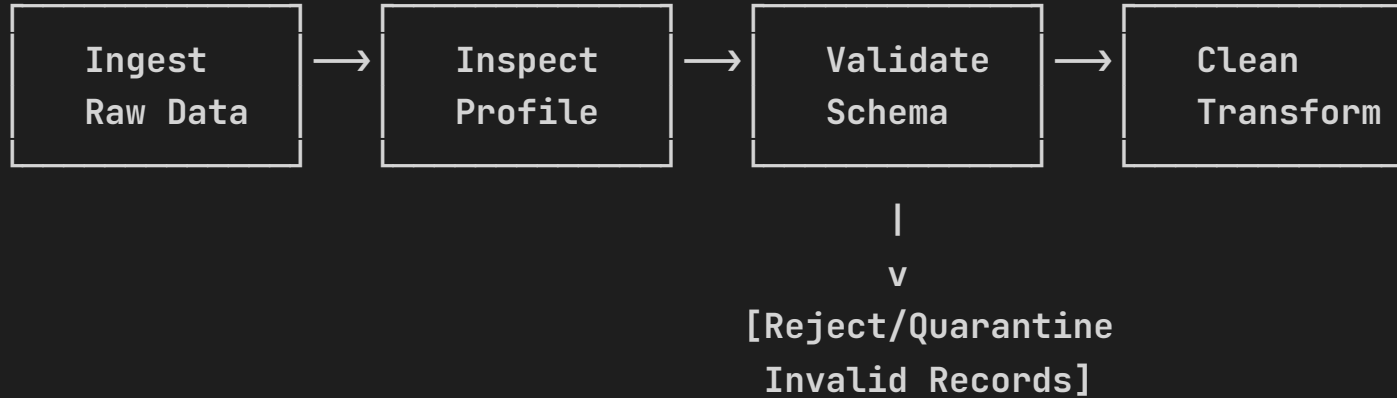 Ingest → Inspect → Validate → Clean
Raw Data Profile Schema Transform
|
v
[Reject/Quarantine
Invalid Records]